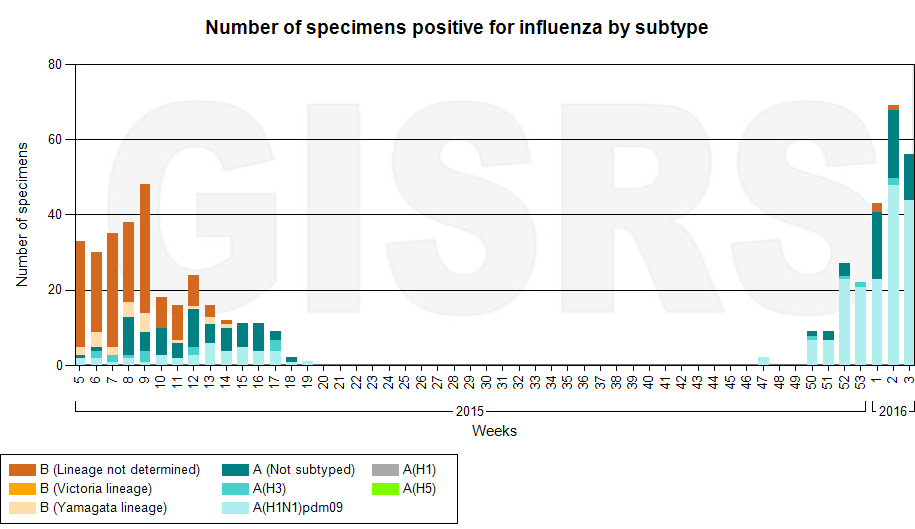 Number of specimens positive for influenza by subtype
GISRS
Number of specimens
80
60
40
20
0
5 6 7 8 9 10 11 12 13 14 15 16 17 18 19 20 21 22 23 24 25 26 27 28 29 30 31 32 33 34 35 36 37 38 39 40 41 42 43 44 45 46 47 48 49 50 51 52 53 1 2 3
2015 2016
Weeks
B (Lineage not determined) A (Not subtyped) A(H1)
B (Victoria lineage) A(H3) A(H5)
B (Yamagata lineage) A(H1N1)pdm09